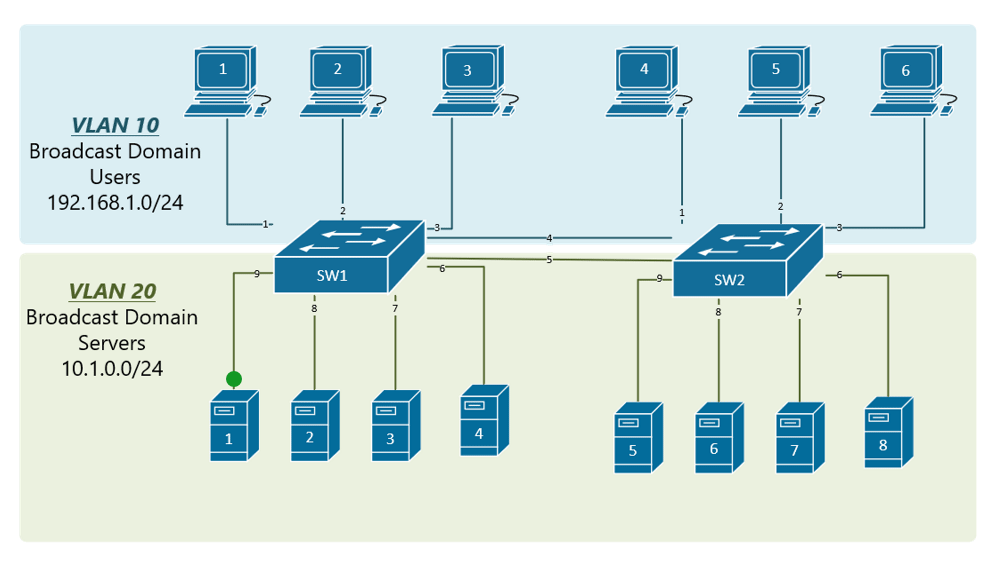 1 2 3 4 5 6
VLAN 10
Broadcast Domain
Users
192.168.1.0/24
1 2 3 4 1 2 3
SW1 SW2
5
9 8 7 6 9 8 7 6
VLAN 20
Broadcast Domain
Servers
10.1.0.0/24
1 2 3 4 5 6 7 8